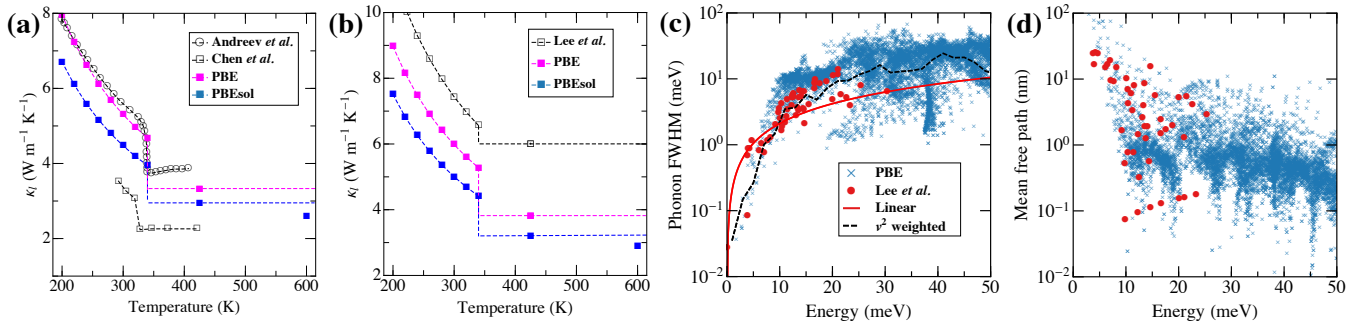 (a)
κl (W m−1 K−1)
8
6
4
2
Andreev et al.
Chen et al.
PBE
PBEsol
200 300 400 500 600
Temperature (K)
(b)
10
8
6
4
2
κl (W m−1 K−1)
Lee et al.
PBE
PBEsol
200 300 400 500 600
Temperature (K)
(c)
Phonon FWHM (meV)
10²
10¹
10⁰
10⁻¹
10⁻²
PBE
Lee et al.
Linear
v² weighted
0 10 20 30 40 50
Energy (meV)
(d)
Mean free path (nm)
10²
10¹
10⁰
10⁻¹
10⁻²
0 10 20 30 40 50
Energy (meV)